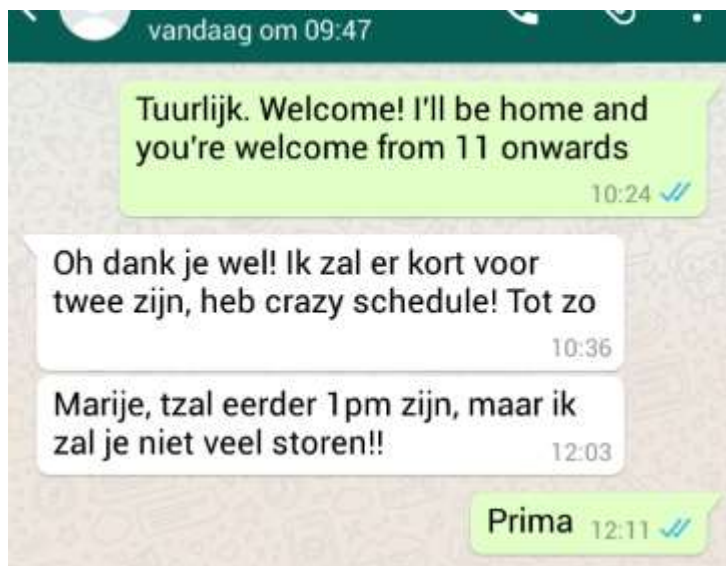 vandaag om 09:47
Tuurlijk. Welcome! I'll be home and
you're welcome from 11 onwards
10:24
Oh dank je wel! Ik zal er kort voor
twee zijn, heb crazy schedule! Tot zo
10:36
Marije, tzal eerder 1pm zijn, maar ik
zal je niet veel storen!!
12:03
Prima 12:11